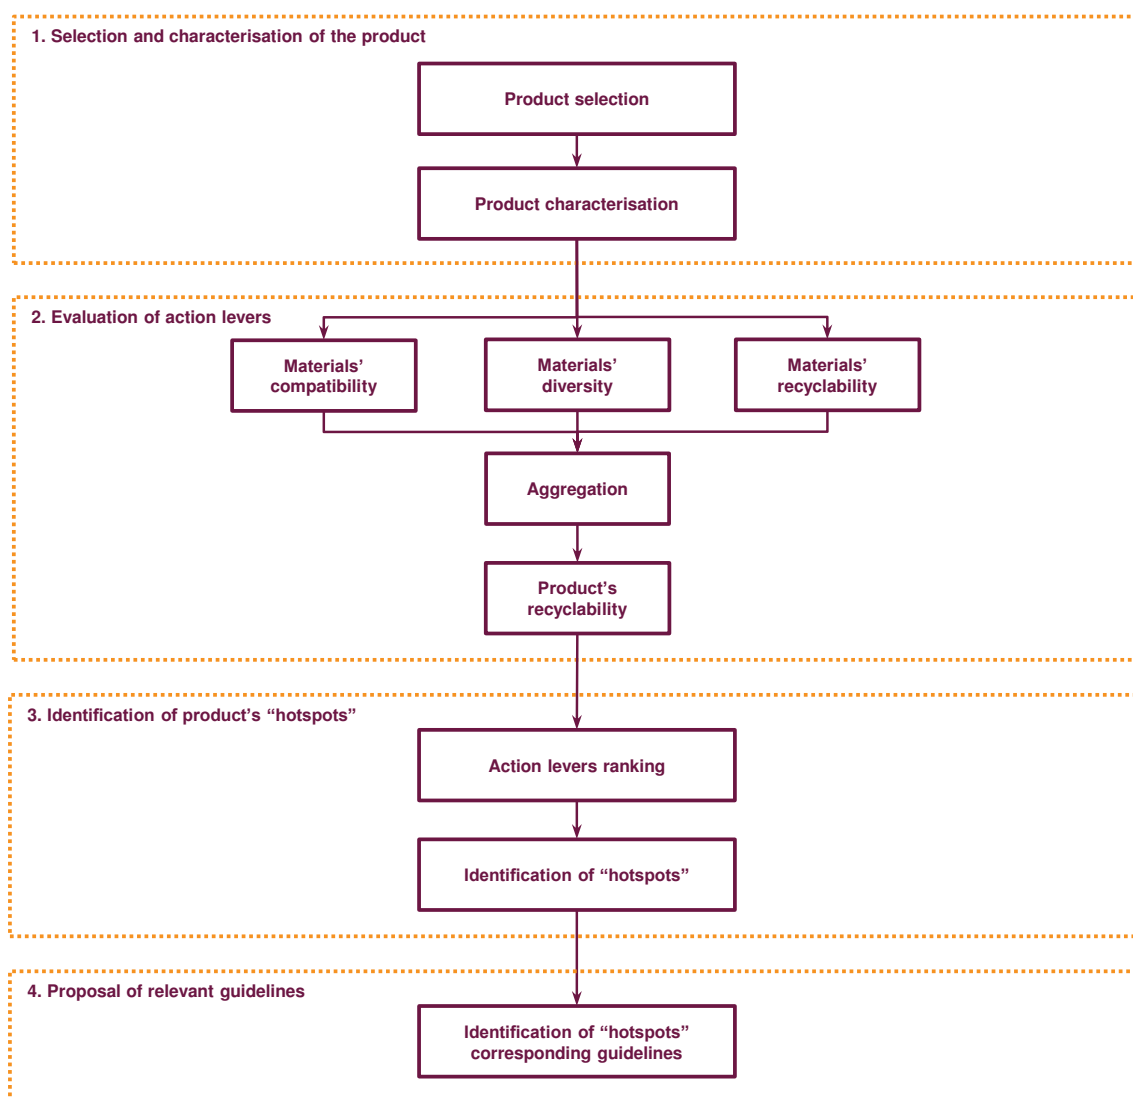 1. Selection and characterisation of the product
Product selection
Product characterisation
2. Evaluation of action levers
Materials’
compatibility
Materials’
diversity
Materials’
recyclability
Aggregation
Product’s
recyclability
3. Identification of product’s “hotspots”
Action levers ranking
Identification of “hotspots”
4. Proposal of relevant guidelines
Identification of “hotspots”
corresponding guidelines